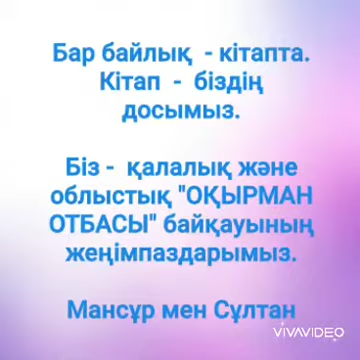 Бар байлық - кітапта.
Кітап - біздің
досымыз.
Біз - қалалық және
облыстық "ОҚЫРМАН
ОТБАСЫ" байқауының
жеңімпаздарымыз.
Мансұр мен Сұлтан
VIVAVIDEO